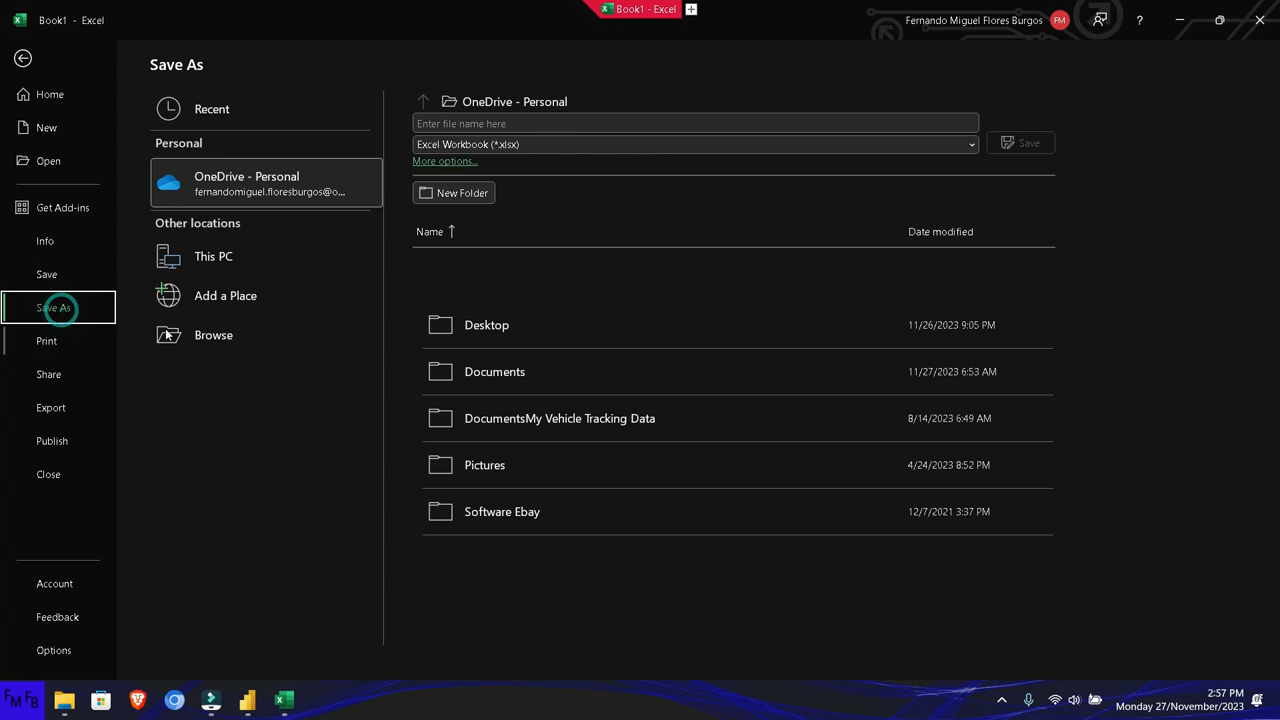 Book1 - Excel
Book1 - Excel
Fernando Miguel Flores Burgos
FM
?
Home
New
Open
Get Add-ins
Info
Save
Save As
Print
Share
Export
Publish
Close
Account
Feedback
Options
Save As
Recent
Personal
OneDrive - Personal
fernandomiguel.floresburgos@o...
Other locations
This PC
Add a Place
Browse
OneDrive - Personal
Enter file name here
Excel Workbook (*.xlsx)
Save
More options...
New Folder
Name
Date modified
Desktop
11/26/2023 9:05 PM
Documents
11/27/2023 6:53 AM
DocumentsMy Vehicle Tracking Data
8/14/2023 6:49 AM
Pictures
4/24/2023 8:52 PM
Software Ebay
12/7/2021 3:37 PM
FM FB
2:57 PM
Monday 27/November/2023